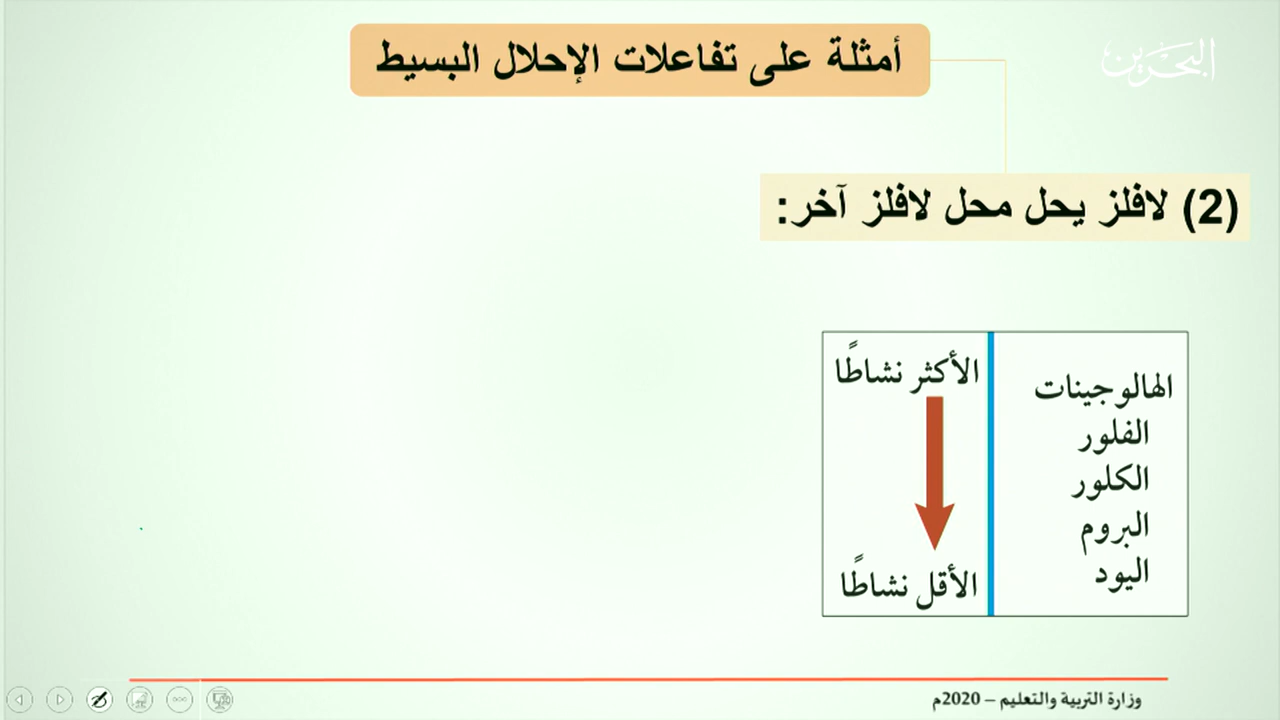 أمثلة على تفاعلات الإحلال البسيط
البحرين
(2) لافلز يحل محل لافلز آخر:
الهالوجينات
الفلور
الكلور
البروم
اليود
الأكثر نشاطًا
الأقل نشاطًا
وزارة التربية والتعليم – 2020م